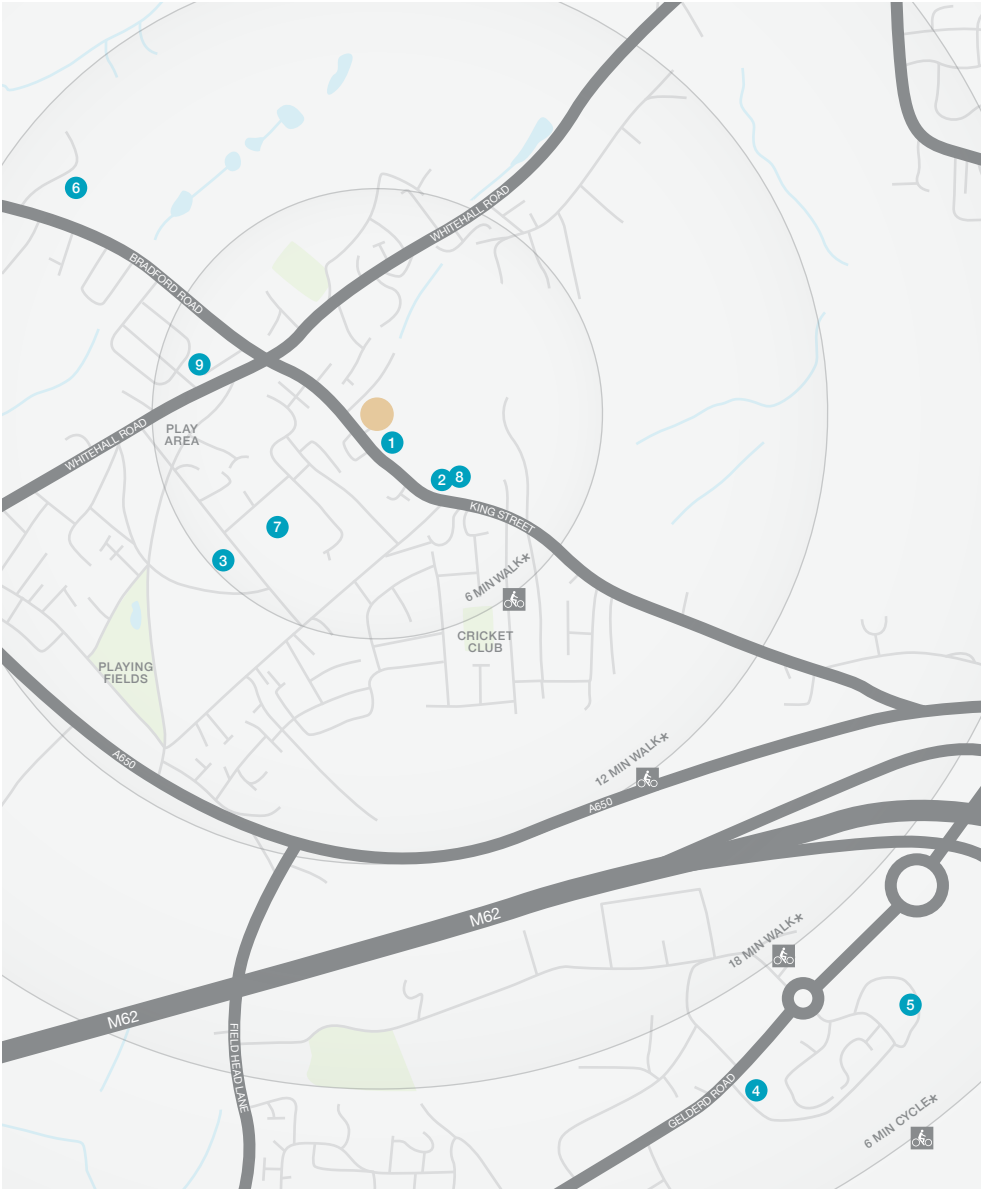 6
WHITEHALL ROAD
BRADFORD ROAD
9
WHITEHALL ROAD
PLAY
AREA
1
2
8
KING STREET
7
3
6 MIN WALK*
CRICKET
CLUB
PLAYING
FIELDS
A650
12 MIN WALK*
A650
M62
18 MIN WALK*
M62
5
FIELD HEAD LANE
4
GELDERD ROAD
6 MIN CYCLE*